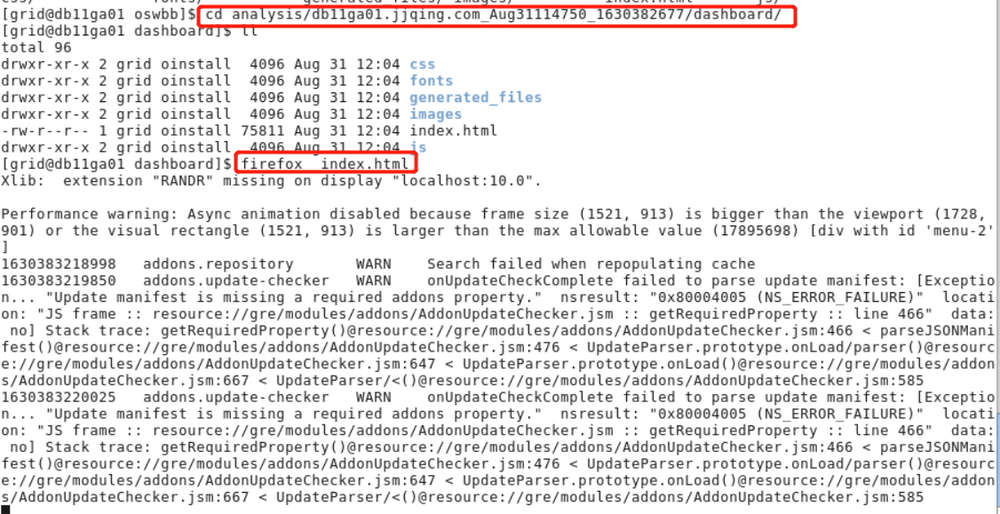 [grid@db11ga01 oswbb]$ cd analysis/db11ga01.jjqing.com_Aug31114750_1630382677/dashboard/
[grid@db11ga01 dashboard]$ ll
total 96
drwxr-xr-x 2 grid oinstall  4096 Aug 31 12:04 css
drwxr-xr-x 2 grid oinstall  4096 Aug 31 12:04 fonts
drwxr-xr-x 2 grid oinstall  4096 Aug 31 12:04 generated_files
drwxr-xr-x 2 grid oinstall  4096 Aug 31 12:04 images
-rw-r--r-- 1 grid oinstall 75811 Aug 31 12:04 index.html
drwxr-xr-x 2 grid oinstall  4096 Aug 31 12:04 js
[grid@db11ga01 dashboard]$ firefox  index.html
Xlib:  extension "RANDR" missing on display "localhost:10.0".
Performance warning: Async animation disabled because frame size (1521, 913) is bigger than the viewport (1728,
901) or the visual rectangle (1521, 913) is larger than the max allowable value (17895698) [div with id 'menu-2'
]
1630383218998   addons.repository       WARN    Search failed when repopulating cache
1630383219850   addons.update-checker   WARN    onUpdateCheckComplete failed to parse update manifest: [Exceptio
n... "Update manifest is missing a required addons property."  nsresult: "0x80004005 (NS_ERROR_FAILURE)"  locati
on: "JS frame :: resource://gre/modules/addons/AddonUpdateChecker.jsm :: getRequiredProperty :: line 466"  data:
 no] Stack trace: getRequiredProperty()@resource://gre/modules/addons/AddonUpdateChecker.jsm:466 < parseJSONMani
fest()@resource://gre/modules/addons/AddonUpdateChecker.jsm:476 < UpdateParser.prototype.onLoad/parser()@resourc
e://gre/modules/addons/AddonUpdateChecker.jsm:647 < UpdateParser.prototype.onLoad()@resource://gre/modules/addon
s/AddonUpdateChecker.jsm:667 < UpdateParser/<()@resource://gre/modules/addons/AddonUpdateChecker.jsm:585
1630383220025   addons.update-checker   WARN    onUpdateCheckComplete failed to parse update manifest: [Exceptio
n... "Update manifest is missing a required addons property."  nsresult: "0x80004005 (NS_ERROR_FAILURE)"  locati
on: "JS frame :: resource://gre/modules/addons/AddonUpdateChecker.jsm :: getRequiredProperty :: line 466"  data:
 no] Stack trace: getRequiredProperty()@resource://gre/modules/addons/AddonUpdateChecker.jsm:466 < parseJSONMani
fest()@resource://gre/modules/addons/AddonUpdateChecker.jsm:476 < UpdateParser.prototype.onLoad/parser()@resourc
e://gre/modules/addons/AddonUpdateChecker.jsm:647 < UpdateParser.prototype.onLoad()@resource://gre/modules/addon
s/AddonUpdateChecker.jsm:667 < UpdateParser/<()@resource://gre/modules/addons/AddonUpdateChecker.jsm:585